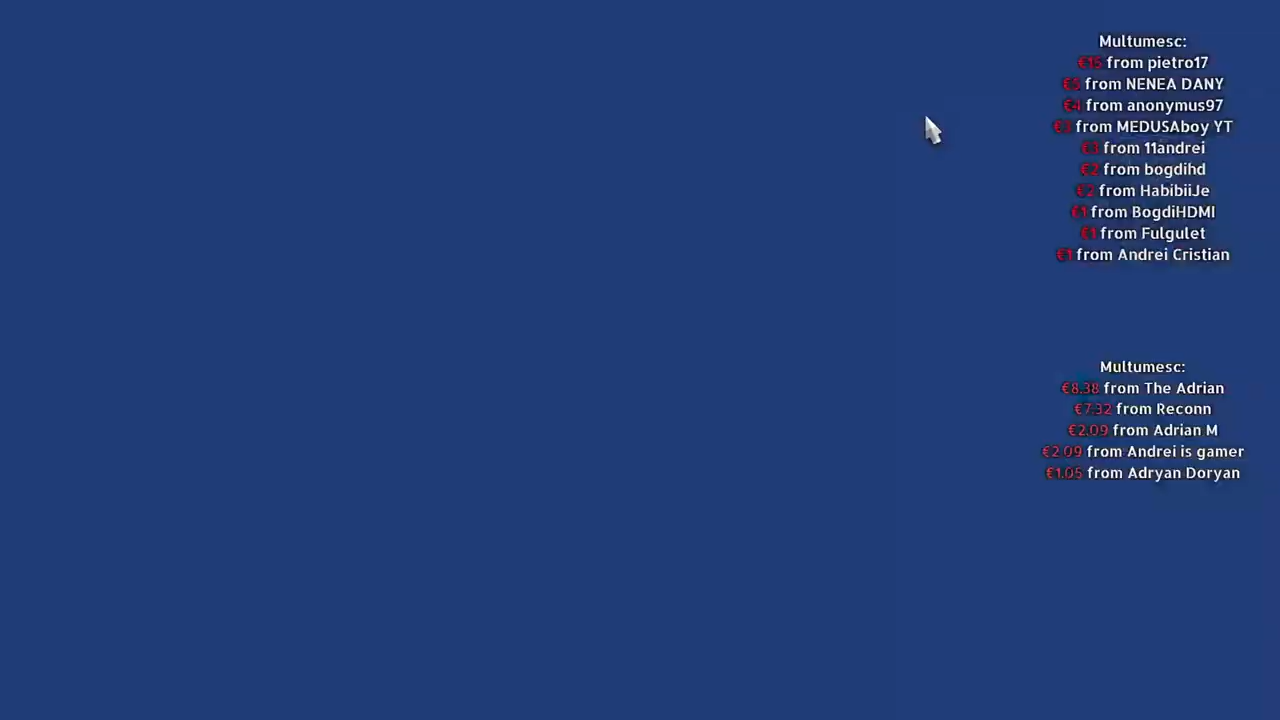 Multumesc:
€15 from pietro17
€5 from NENEA DANY
€4 from anonymus97
€3 from MEDUSAboy YT
€3 from 11andrei
€2 from bogdihd
€2 from HabibiiJe
€1 from BogdiHDMI
€1 from Fulgulet
€1 from Andrei Cristian
Multumesc:
€8.38 from The Adrian
€7.32 from Reconn
€2.09 from Adrian M
€2.09 from Andrei is gamer
€1.05 from Adryan Doryan